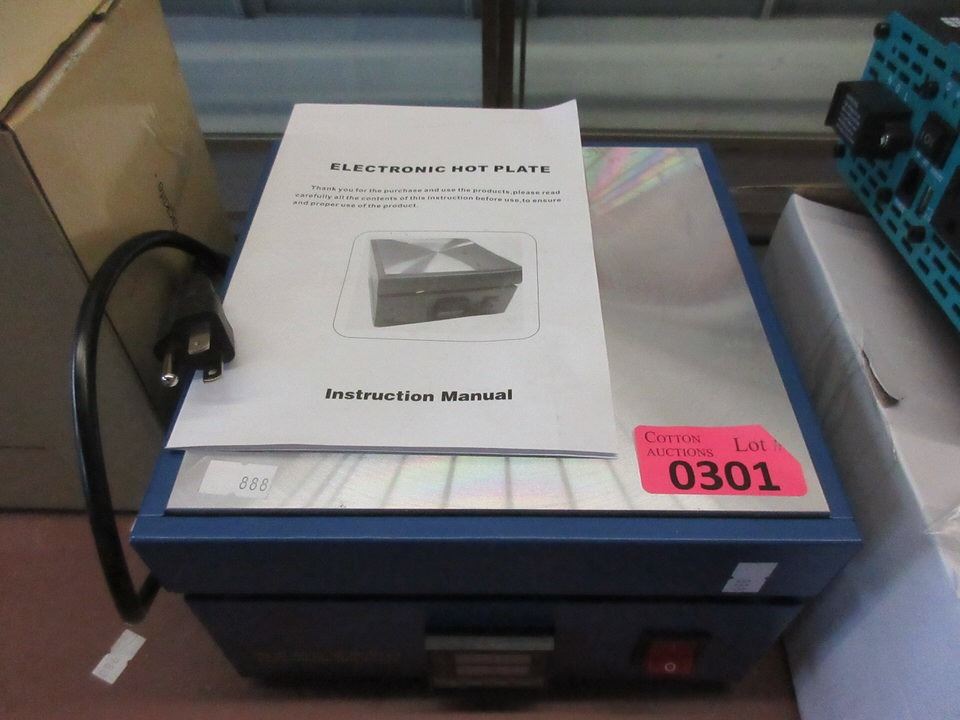 ELECTRONIC HOT PLATE
Thank you for the purchase and use the products,please read
carefully all the contents of this instruction before use,to ensure
and proper use of the product.
Instruction Manual
COTTON
AUCTIONS
Lot #
0301
888